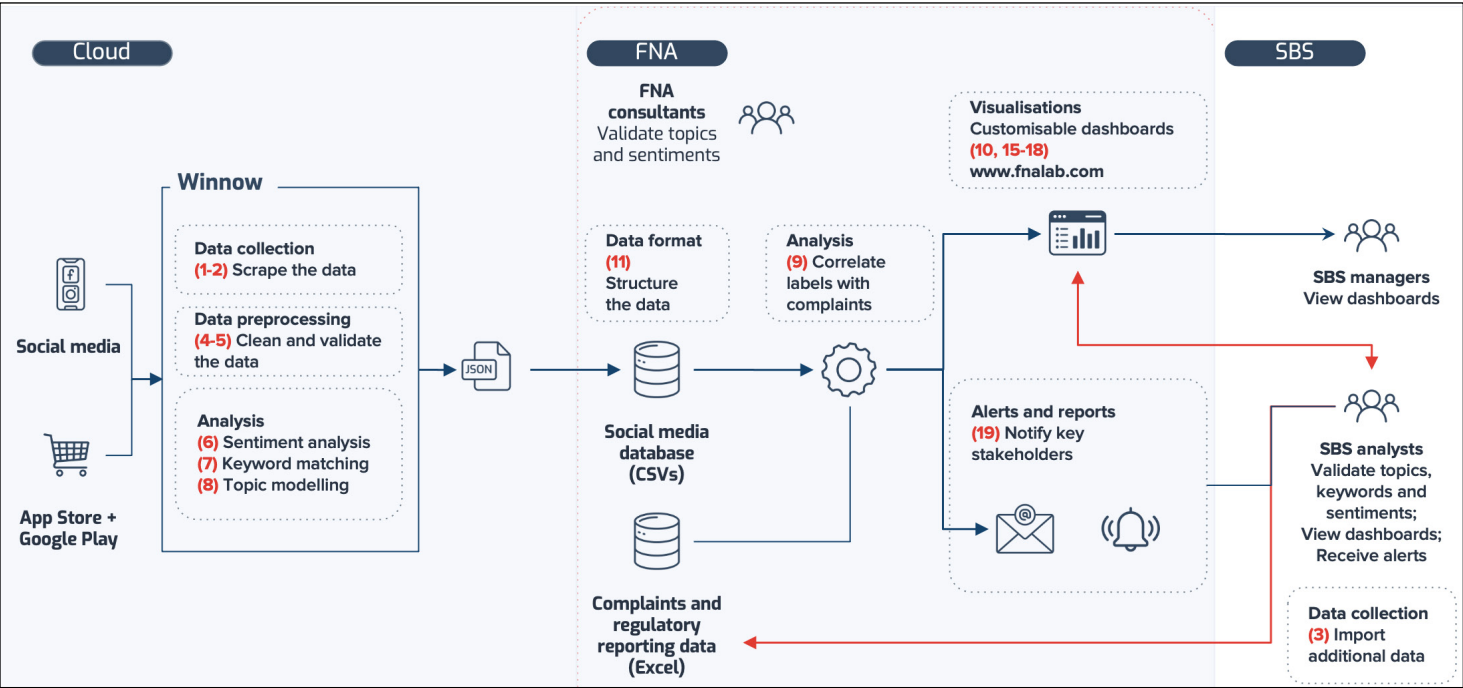 Cloud
FNA
SBS
FNA
consultants
Validate topics
and sentiments
Visualisations
Customisable dashboards
(10, 15-18)
www.fnalab.com
Winnow
Data collection
(1-2) Scrape the data
Data preprocessing
(4-5) Clean and validate
the data
Analysis
(6) Sentiment analysis
(7) Keyword matching
(8) Topic modelling
Social media
App Store +
Google Play
JSON
Data format
(11)
Structure
the data
Analysis
(9) Correlate
labels with
complaints
Social media
database
(CSVs)
Complaints and
regulatory
reporting data
(Excel)
Alerts and reports
(19) Notify key
stakeholders
@
SBS managers
View dashboards
SBS analysts
Validate topics,
keywords and
sentiments;
View dashboards;
Receive alerts
Data collection
(3) Import
additional data